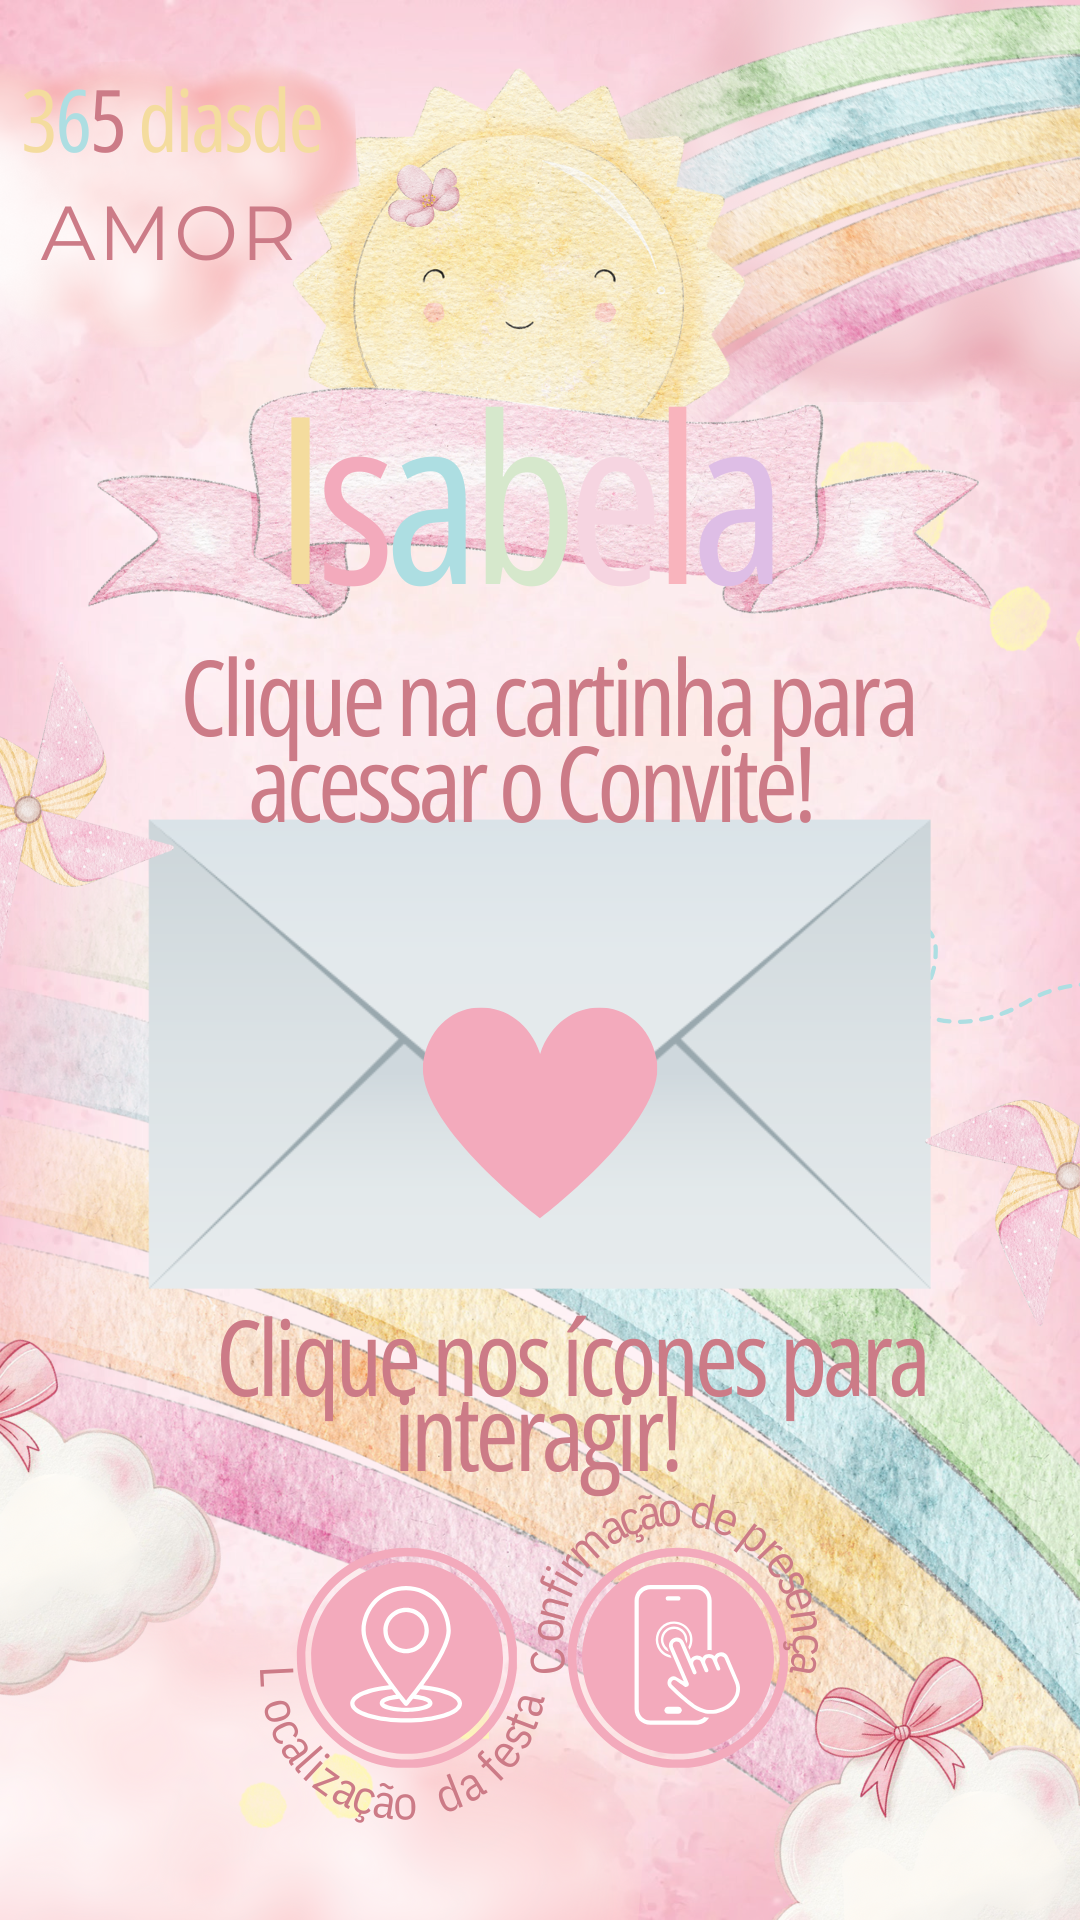 365 diasde
AMOR
Isabela
Clique na cartinha para
acessar o Convite!
Clique nos ícones para
interagir!
Localização da festa
Confirmação de presença